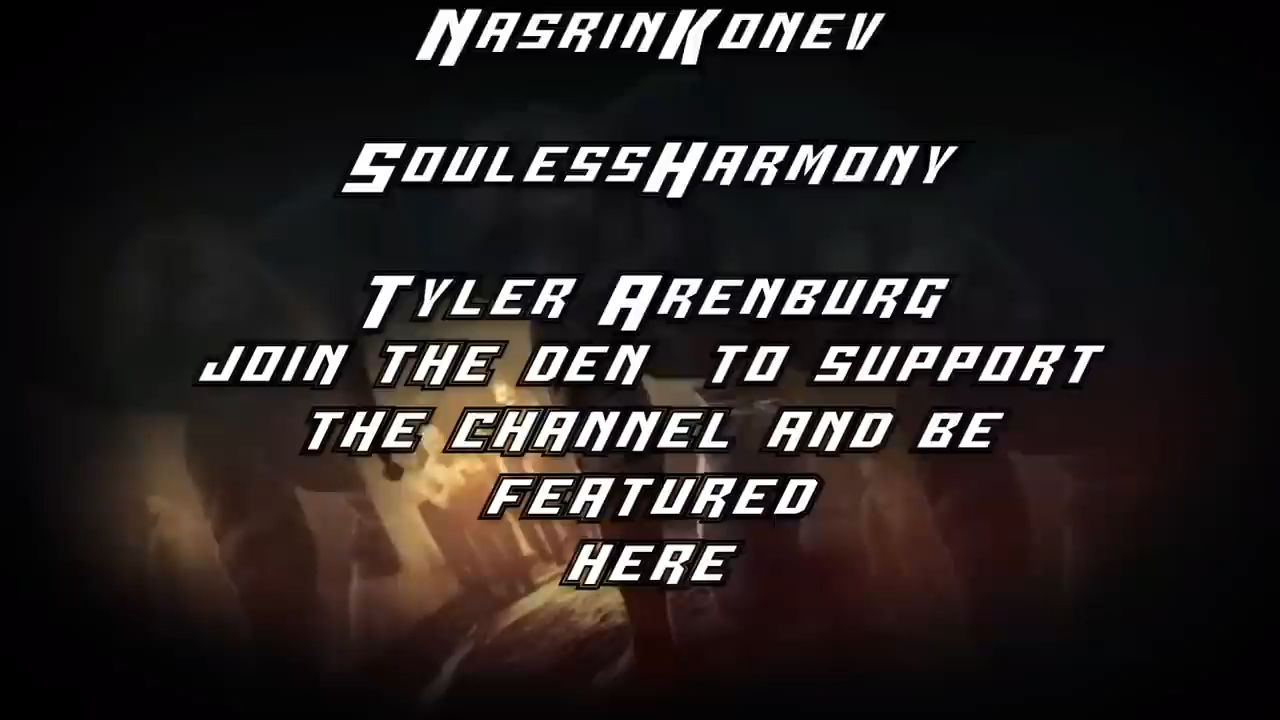 NasrinKonev
SoulessHarmony
Tyler Arenburg
join the den to support
the channel and be
featured
here